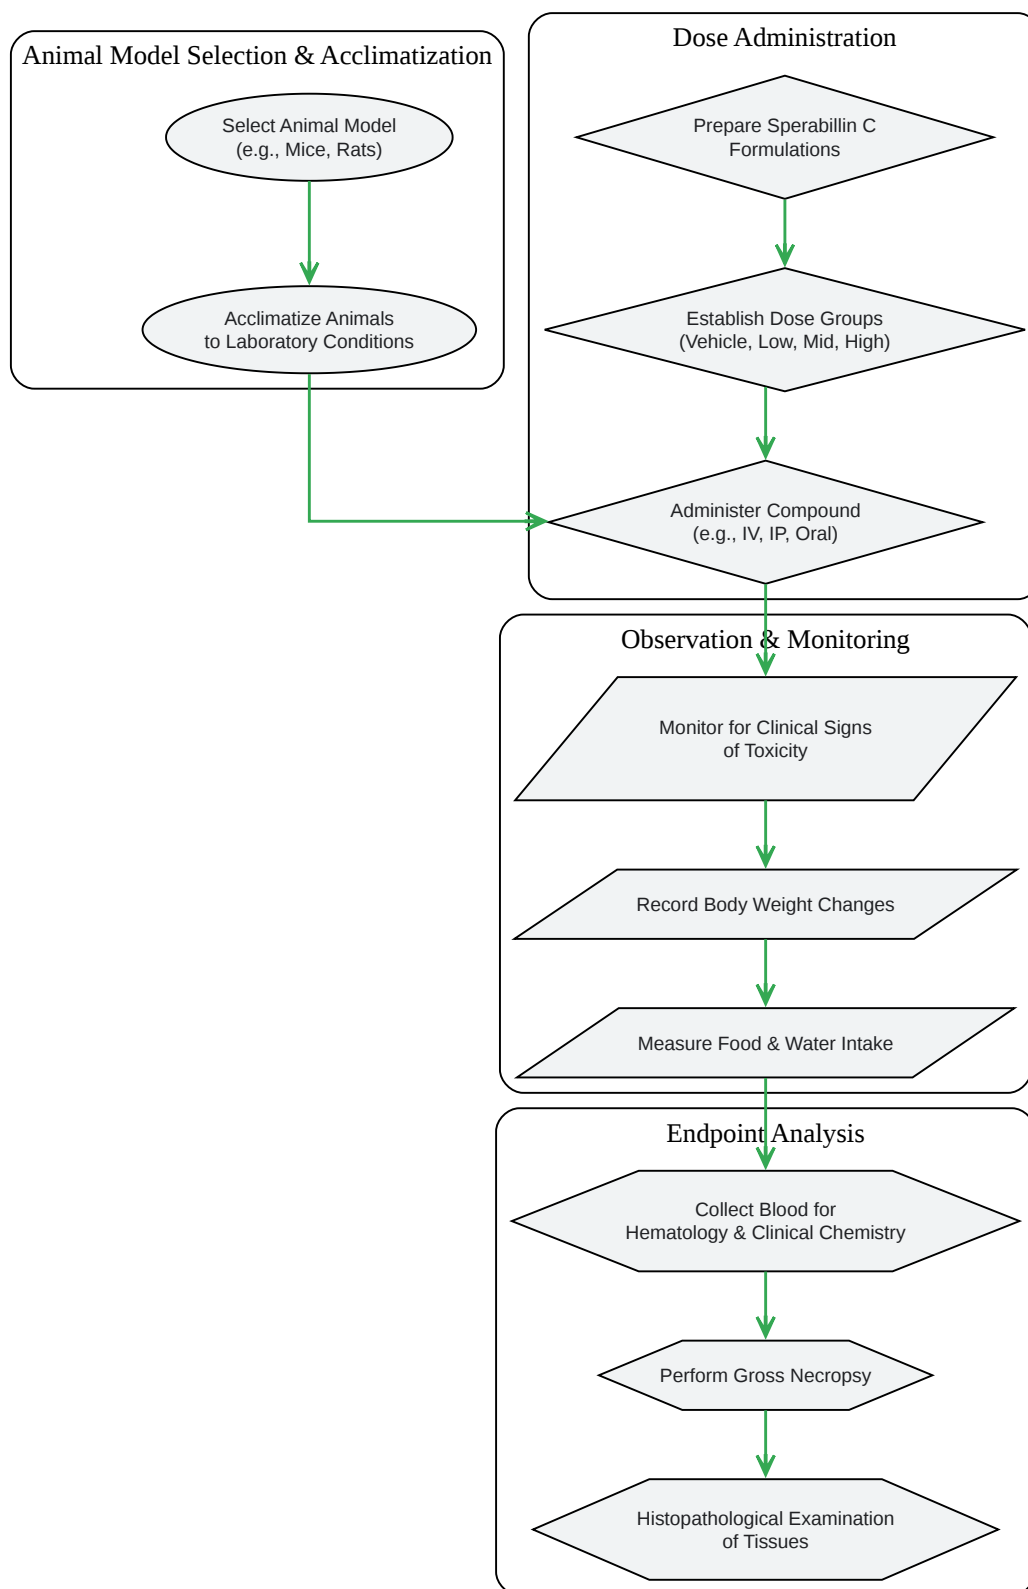 Animal Model Selection & Acclimatization
Select Animal Model
(e.g., Mice, Rats)
Acclimatize Animals
to Laboratory Conditions
Dose Administration
Prepare Sperabillin C
Formulations
Establish Dose Groups
(Vehicle, Low, Mid, High)
Administer Compound
(e.g., IV, IP, Oral)
Observation & Monitoring
Monitor for Clinical Signs
of Toxicity
Record Body Weight Changes
Measure Food & Water Intake
Endpoint Analysis
Collect Blood for
Hematology & Clinical Chemistry
Perform Gross Necropsy
Histopathological Examination
of Tissues